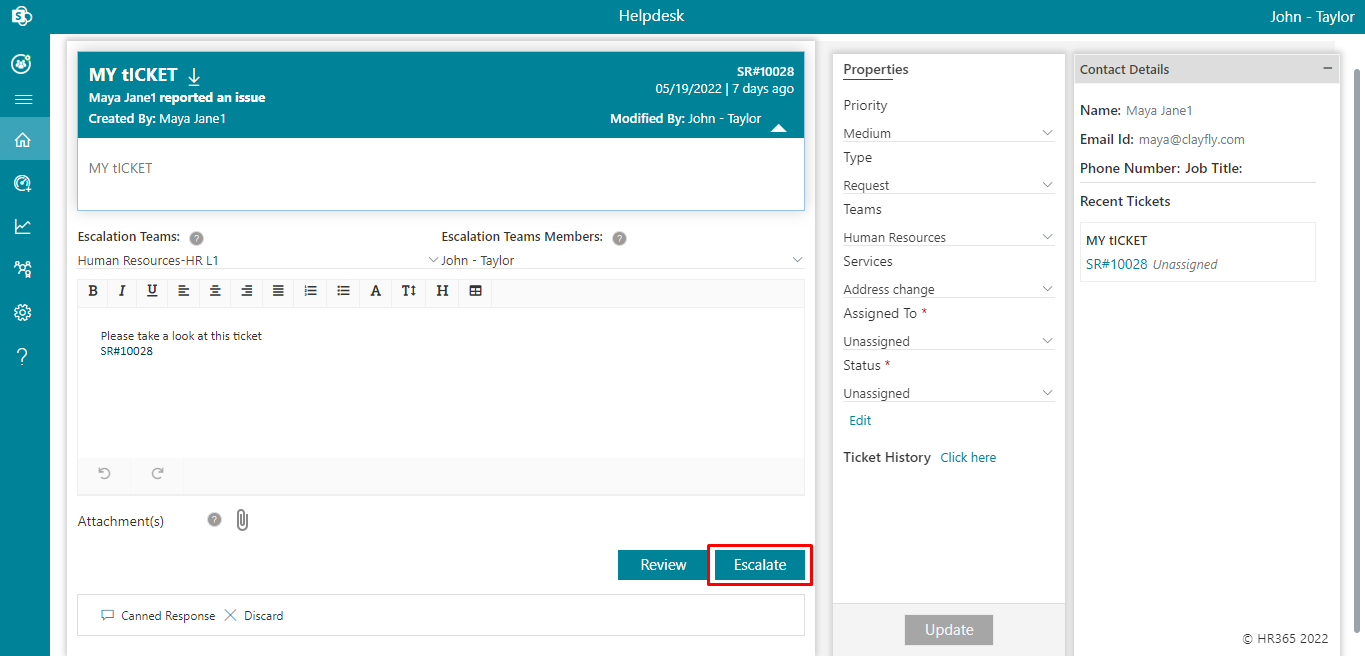 Helpdesk
John - Taylor
MY tICKET
SR#10028
05/19/2022 | 7 days ago
Maya Jane1 reported an issue
Created By: Maya Jane1
Modified By: John - Taylor
MY tICKET
Escalation Teams: ?
Escalation Teams Members: ?
Human Resources-HR L1
John - Taylor
B I U A T H
Please take a look at this ticket
SR#10028
Attachment(s) ?
Review
Escalate
Canned Response
Discard
Properties
Priority
Medium
Type
Request
Teams
Human Resources
Services
Address change
Assigned To *
Unassigned
Status *
Unassigned
Edit
Ticket History Click here
Update
Contact Details
Name: Maya Jane1
Email Id: maya@clayfly.com
Phone Number: Job Title:
Recent Tickets
MY tICKET
SR#10028 Unassigned
© HR365 2022